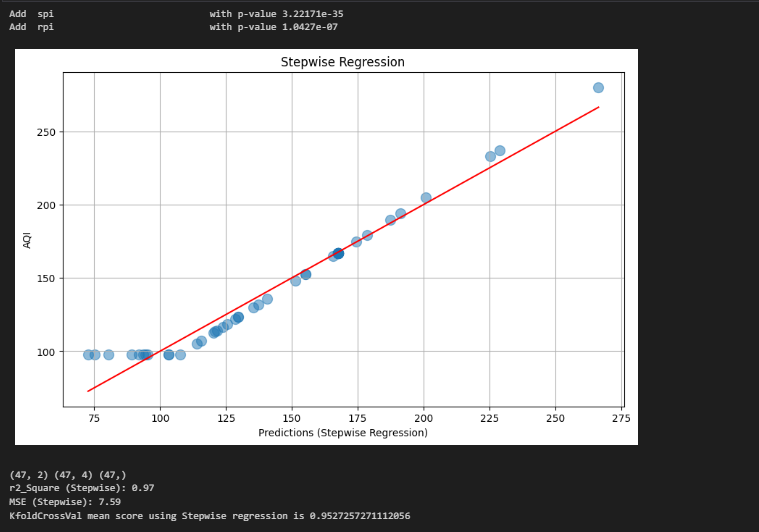 Add  spi                          with p-value 3.22171e-35
Add  rpi                          with p-value 1.0427e-07
Stepwise Regression
250
200
150
100
AQI
75 100 125 150 175 200 225 250 275
Predictions (Stepwise Regression)
(47, 2) (47, 4) (47,)
r2_Square (Stepwise): 0.97
MSE (Stepwise): 7.59
KfoldCrossVal mean score using Stepwise regression is 0.9527257271112056